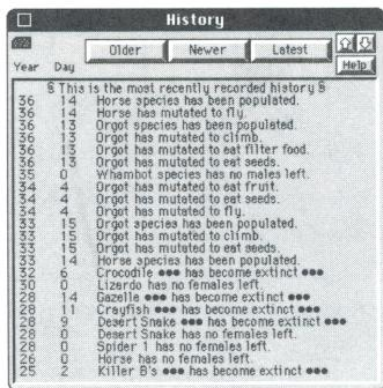 History
Older Newer Latest
Help
Year Day
§ This is the most recently recorded history §
36 14 Horse species has been populated.
36 14 Horse has mutated to fly.
36 13 Orgot species has been populated.
36 13 Orgot has mutated to climb.
36 13 Orgot has mutated to eat filter food.
36 13 Orgot has mutated to eat seeds.
35 0 Whambot species has no males left.
34 4 Orgot has mutated to eat fruit.
34 4 Orgot has mutated to eat seeds.
34 4 Orgot has mutated to fly.
33 15 Orgot species has been populated.
33 15 Orgot has mutated to climb.
33 15 Orgot has mutated to eat seeds.
33 14 Horse species has been populated.
32 6 Crocodile ●●● has become extinct ●●●
30 0 Lizardo has no females left.
28 14 Gazelle ●●● has become extinct ●●●
28 11 Crayfish ●●● has become extinct ●●●
28 9 Desert Snake ●●● has become extinct ●●●
28 0 Desert Snake has no females left.
28 0 Spider 1 has no females left.
26 0 Horse has no females left.
25 2 Killer B's ●●● has become extinct ●●●